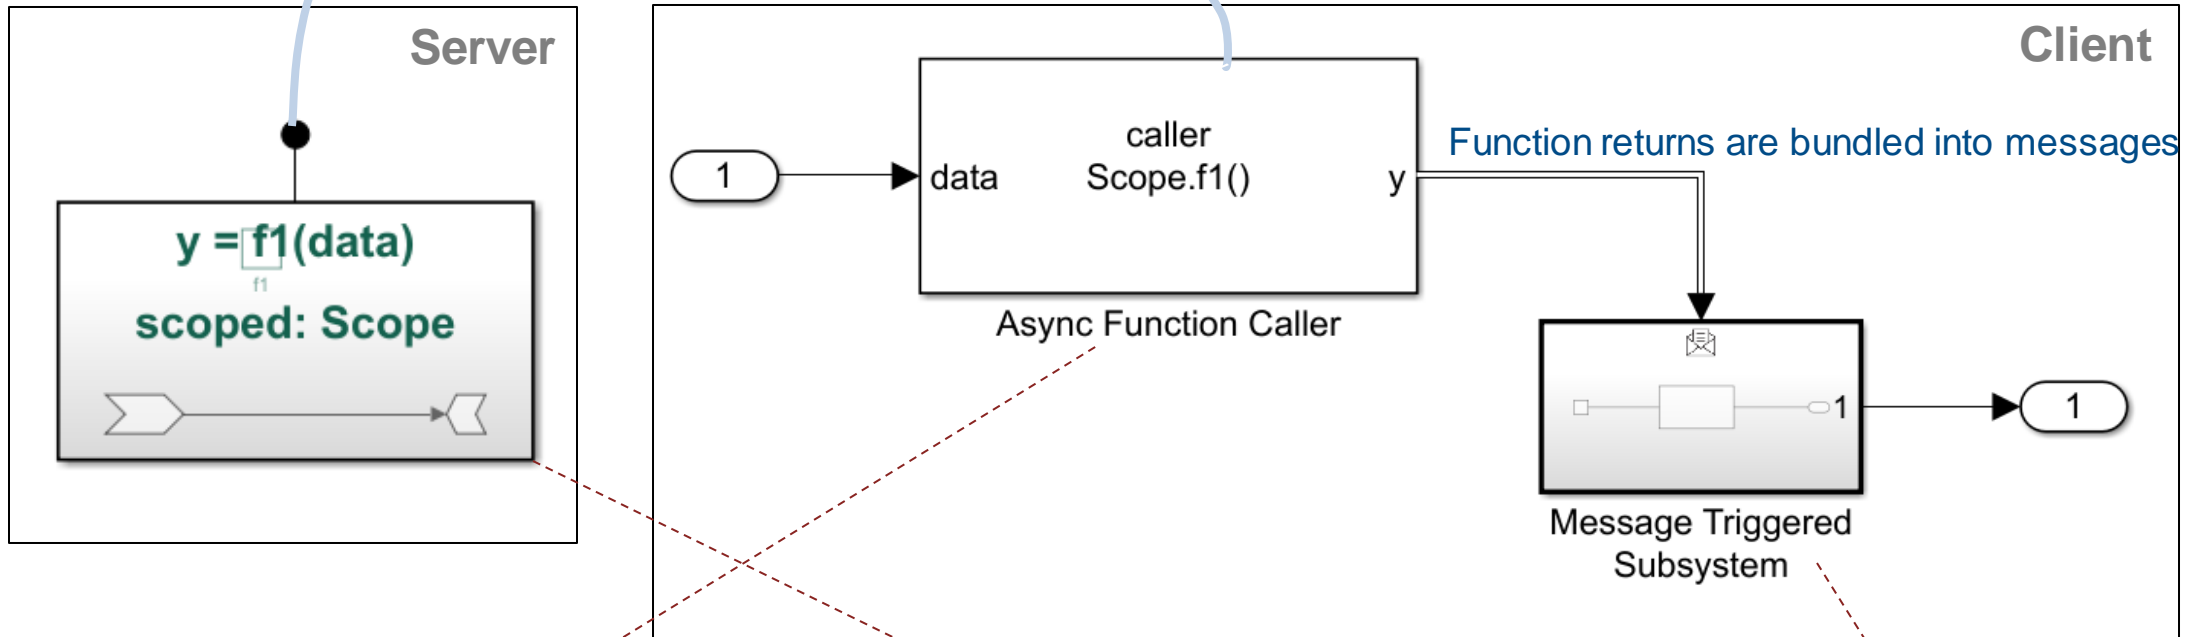 Server
y = f1(data)
f1
scoped: Scope
Client
1
data
caller
Scope.f1()
y
Async Function Caller
Function returns are bundled into messages
1
Message Triggered
Subsystem
1